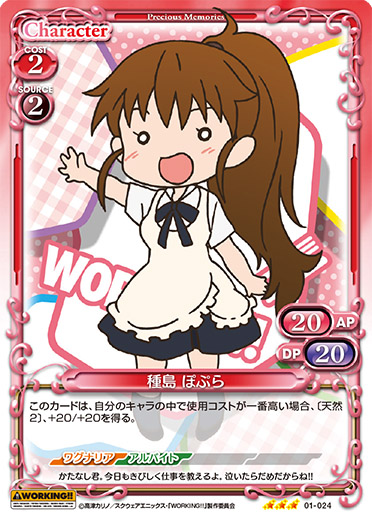 Precious Memories
Character
COST
2
SOURCE
2
WOR
20 AP
DP 20
種島 ぽぷら
このカードは、自分のキャラの中で使用コストが一番高い場合、〔天然
2〕、+20/+20を得る。
ワグナリア アルバイト
かたなし君、今日もきびしく仕事を教えるよ。泣いたらだめだからね!
WORKING!!
©高津カリノ/スクウェアエニックス・「WORKING!!」製作委員会
01-024